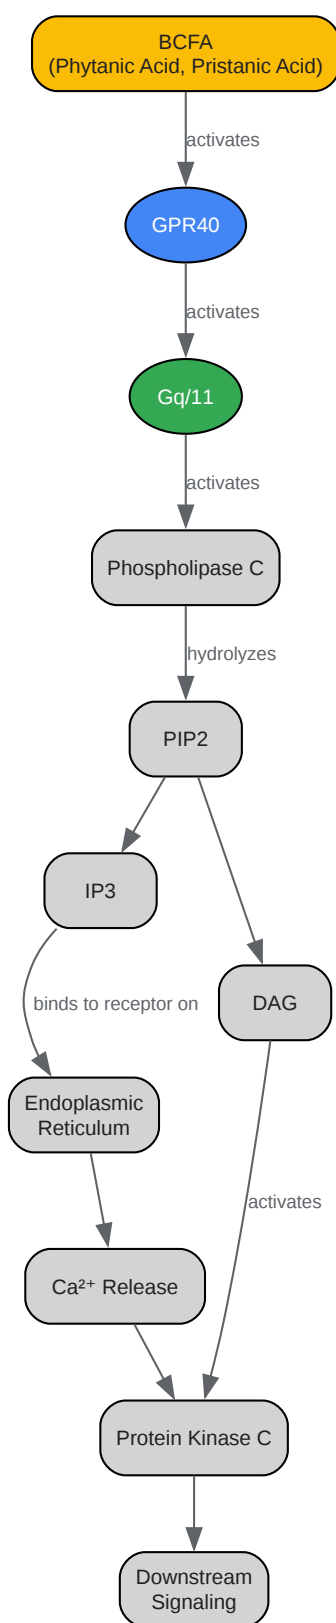 BCFA
(Phytanic Acid, Pristanic Acid)
activates
GPR40
activates
Gq/11
activates
Phospholipase C
hydrolyzes
PIP2
IP3
binds to receptor on
DAG
Endoplasmic
Reticulum
activates
Ca²⁺ Release
Protein Kinase C
Downstream
Signaling